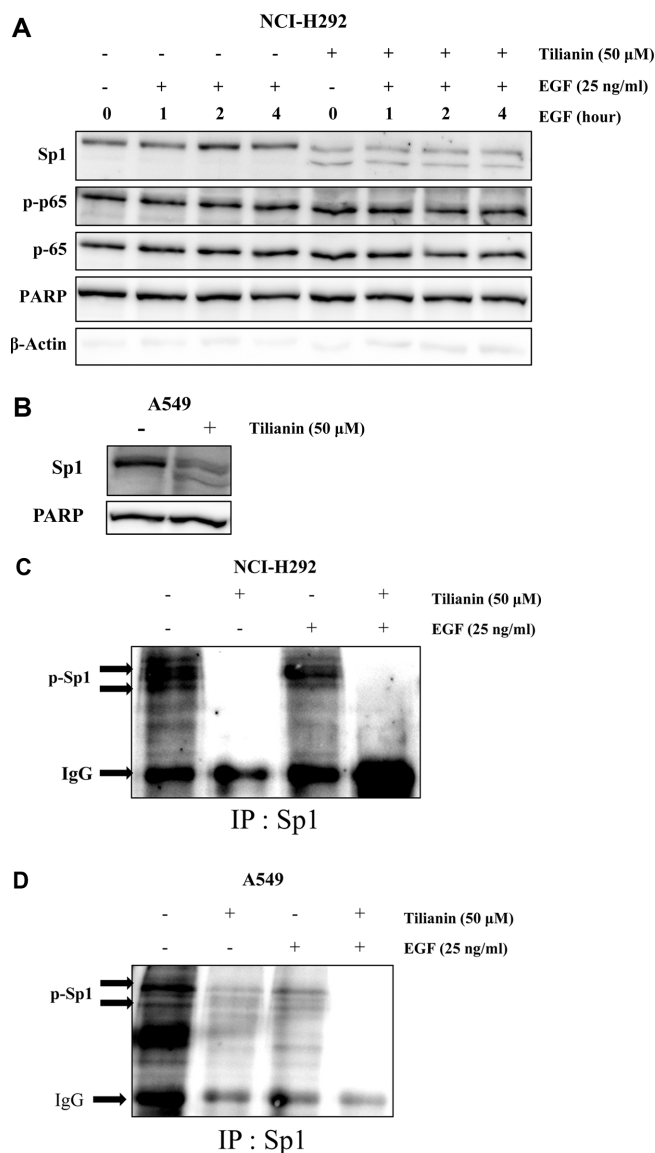 A
NCI-H292
- - - - + + + + Tilianin (50 µM)
- + + + - + + + EGF (25 ng/ml)
0 1 2 4 0 1 2 4 EGF (hour)
Sp1
p-p65
p-65
PARP
β-Actin
B
A549
- + Tilianin (50 µM)
Sp1
PARP
C
NCI-H292
- + - + Tilianin (50 µM)
- - + + EGF (25 ng/ml)
p-Sp1
IgG
IP : Sp1
D
A549
- + - + Tilianin (50 µM)
- - + + EGF (25 ng/ml)
p-Sp1
IgG
IP : Sp1